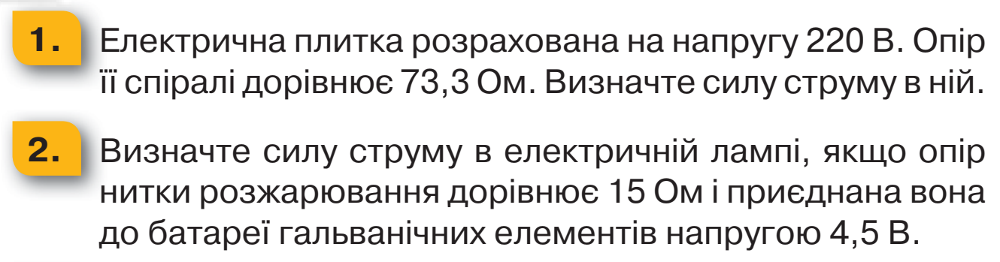 1. Електрична плитка розрахована на напругу 220 В. Опір
її спіралі дорівнює 73,3 Ом. Визначте силу струму в ній.
2. Визначте силу струму в електричній лампі, якщо опір
нитки розжарювання дорівнює 15 Ом і приєднана вона
до батареї гальванічних елементів напругою 4,5 В.